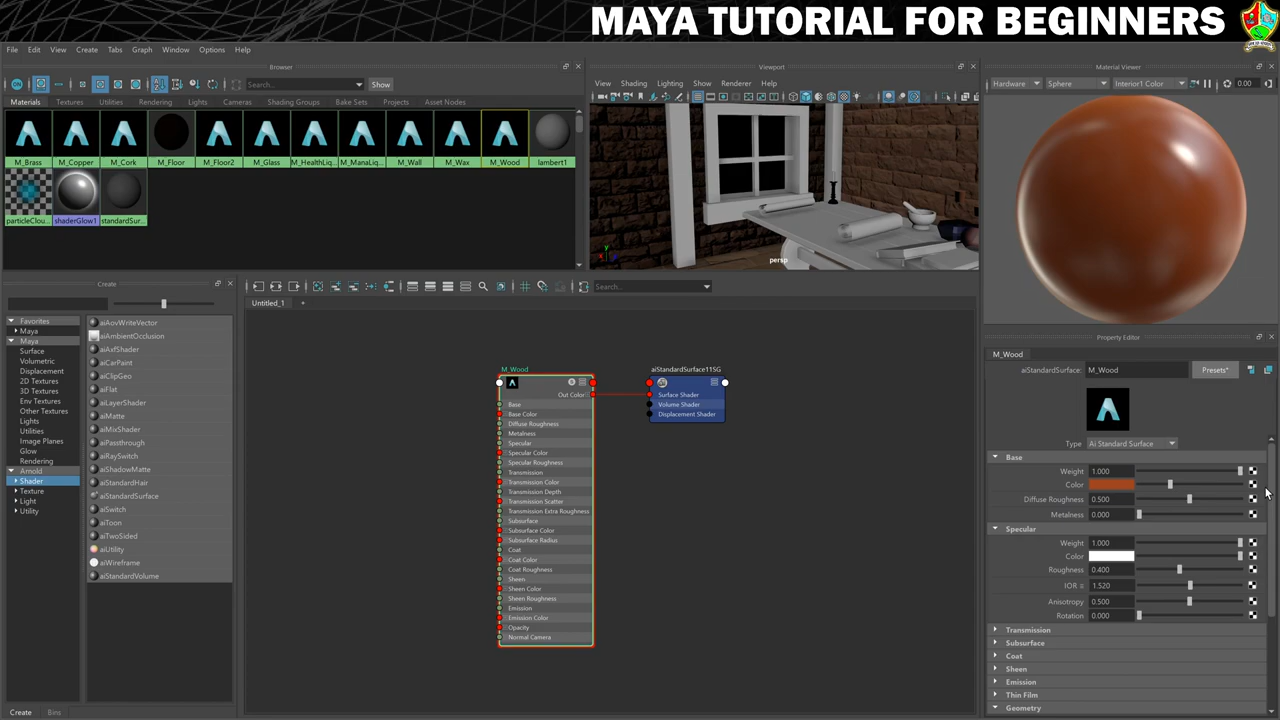 MAYA TUTORIAL FOR BEGINNERS
File Edit View Create Tabs Graph Window Options Help
Browser
Search... Show
Materials Textures Utilities Rendering Lights Cameras Shading Groups Bake Sets Projects Asset Nodes
M_Brass M_Copper M_Cork M_Floor M_Floor2 M_Glass M_HealthLiq... M_ManaLiq... M_Wall M_Wax M_Wood lambert1
particleClou... shaderGlow1 standardSur...
Viewport
View Shading Lighting Show Renderer Panels Help
persp
Material Viewer
Hardware Sphere Interior1 Color 0.00
Create
Favorites
Maya
Maya
Surface
Volumetric
Displacement
2D Textures
3D Textures
Env Textures
Other Textures
Lights
Utilities
Image Planes
Glow
Rendering
Arnold
Shader
Texture
Light
Utility
aiAovWriteVector
aiAmbientOcclusion
aiAxfShader
aiCarPaint
aiClipGeo
aiFlat
aiLayerShader
aiMatte
aiMixShader
aiPassthrough
aiRaySwitch
aiShadowMatte
aiStandardHair
aiStandardSurface
aiSwitch
aiToon
aiTwoSided
aiUtility
aiWireframe
aiStandardVolume
Create Bins
Search...
Untitled_1 +
M_Wood
Out Color
Base
Base Color
Diffuse Roughness
Metalness
Specular
Specular Color
Specular Roughness
Transmission
Transmission Color
Transmission Depth
Transmission Scatter
Transmission Extra Roughness
Subsurface
Subsurface Color
Subsurface Radius
Coat
Coat Color
Coat Roughness
Sheen
Sheen Color
Sheen Roughness
Emission
Emission Color
Opacity
Normal Camera
aiStandardSurface11SG
Surface Shader
Volume Shader
Displacement Shader
Property Editor
M_Wood
aiStandardSurface: M_Wood Presets*
Type Ai Standard Surface
Base
Weight 1.000
Color
Diffuse Roughness 0.500
Metalness 0.000
Specular
Weight 1.000
Color
Roughness 0.400
IOR = 1.520
Anisotropy 0.500
Rotation 0.000
Transmission
Subsurface
Coat
Sheen
Emission
Thin Film
Geometry